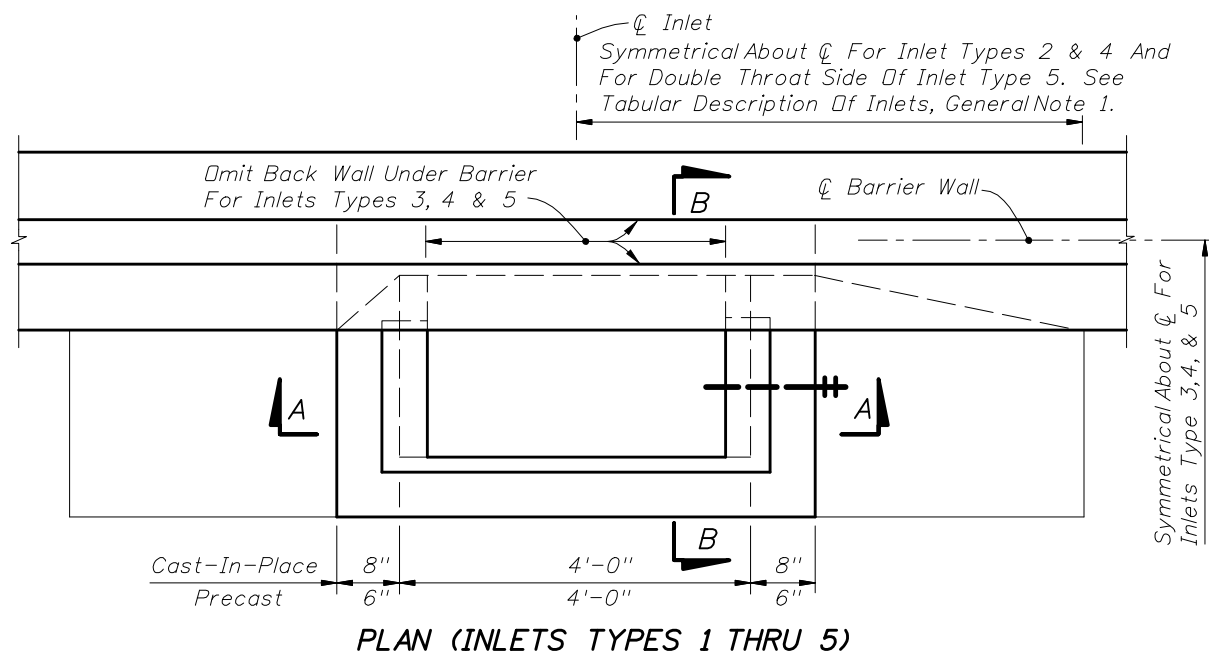 ℄ Inlet
Symmetrical About ℄ For Inlet Types 2 & 4 And
For Double Throat Side Of Inlet Type 5. See
Tabular Description Of Inlets, General Note 1.
Omit Back Wall Under Barrier
For Inlets Types 3, 4 & 5
B
℄ Barrier Wall
Symmetrical About ℄ For
Inlets Type 3,4, & 5
A
A
B
Cast-In-Place 8" 4'-0" 8"
Precast 6" 4'-0" 6"
PLAN (INLETS TYPES 1 THRU 5)